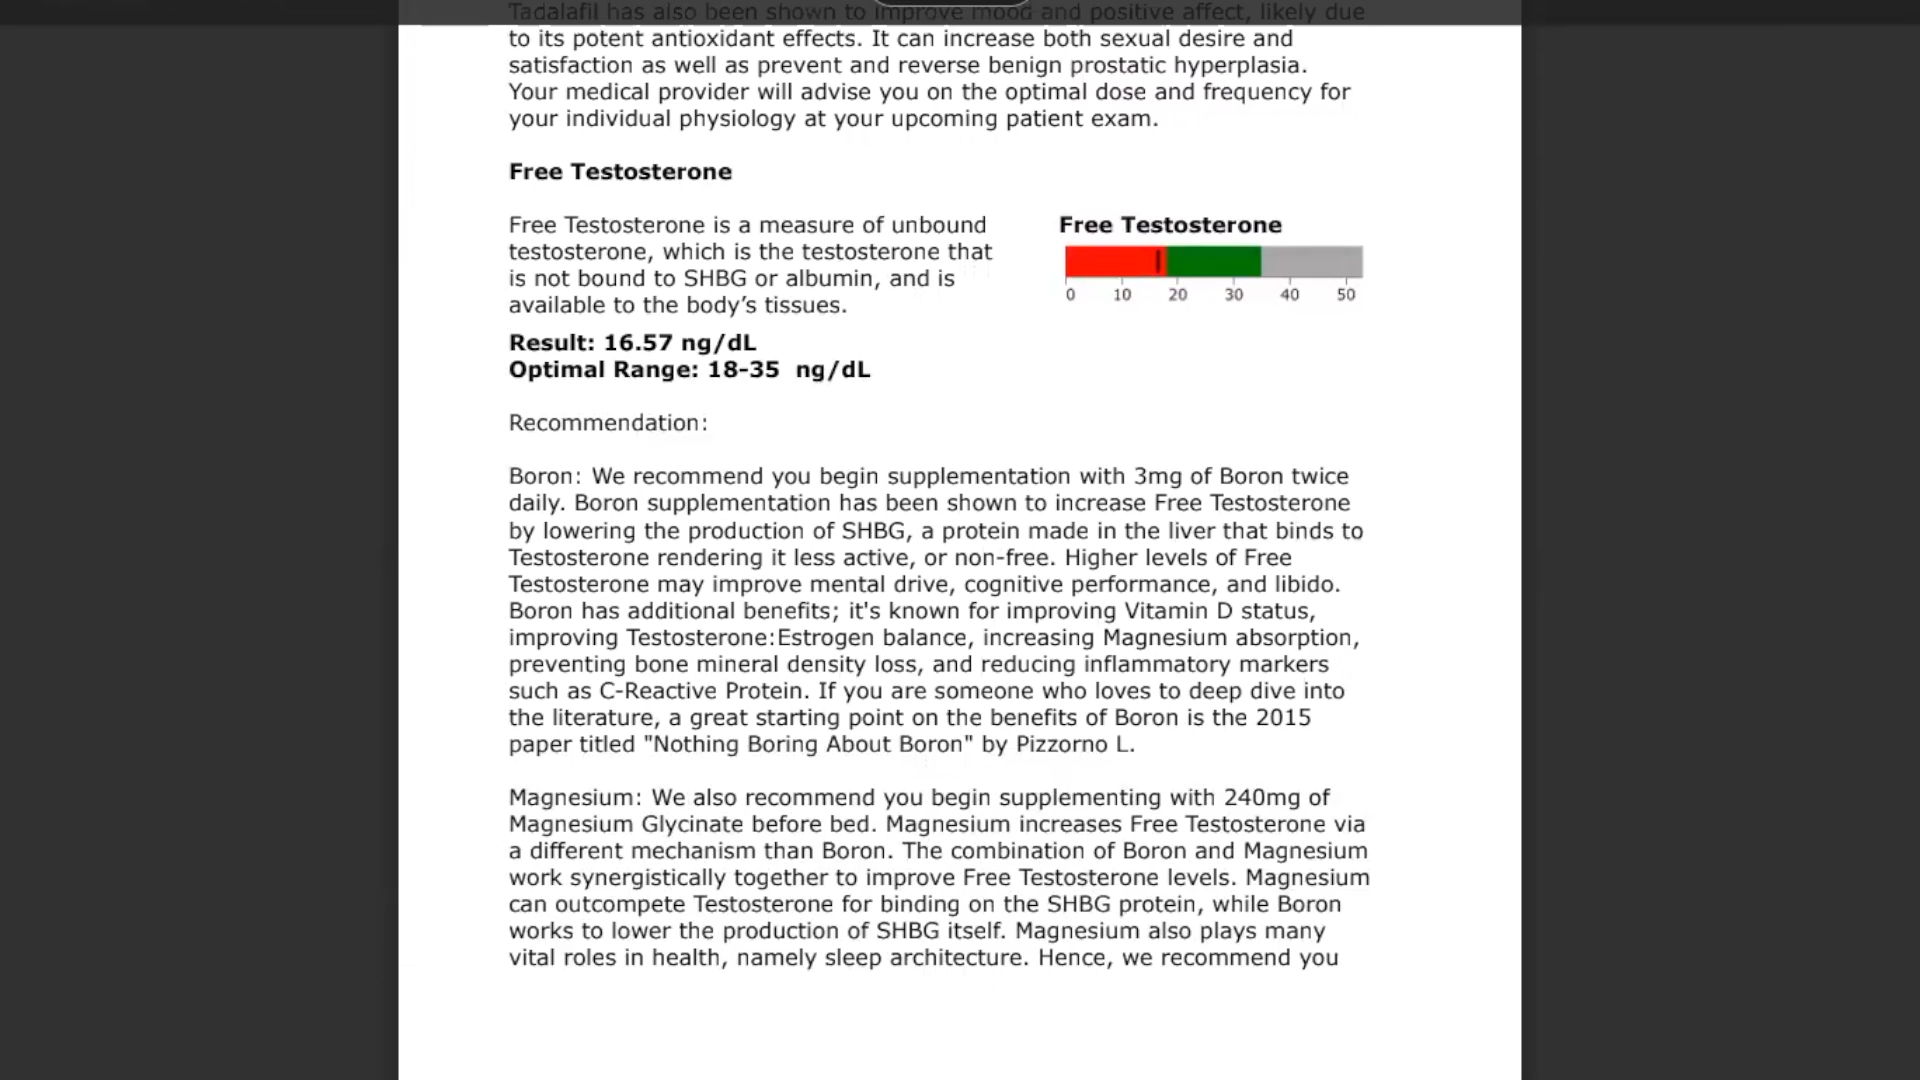 Tadalafil has also been shown to improve mood and positive affect, likely due
to its potent antioxidant effects. It can increase both sexual desire and
satisfaction as well as prevent and reverse benign prostatic hyperplasia.
Your medical provider will advise you on the optimal dose and frequency for
your individual physiology at your upcoming patient exam.
Free Testosterone
Free Testosterone is a measure of unbound
testosterone, which is the testosterone that
is not bound to SHBG or albumin, and is
available to the body’s tissues.
Free Testosterone
0 10 20 30 40 50
Result: 16.57 ng/dL
Optimal Range: 18-35 ng/dL
Recommendation:
Boron: We recommend you begin supplementation with 3mg of Boron twice
daily. Boron supplementation has been shown to increase Free Testosterone
by lowering the production of SHBG, a protein made in the liver that binds to
Testosterone rendering it less active, or non-free. Higher levels of Free
Testosterone may improve mental drive, cognitive performance, and libido.
Boron has additional benefits; it's known for improving Vitamin D status,
improving Testosterone:Estrogen balance, increasing Magnesium absorption,
preventing bone mineral density loss, and reducing inflammatory markers
such as C-Reactive Protein. If you are someone who loves to deep dive into
the literature, a great starting point on the benefits of Boron is the 2015
paper titled "Nothing Boring About Boron" by Pizzorno L.
Magnesium: We also recommend you begin supplementing with 240mg of
Magnesium Glycinate before bed. Magnesium increases Free Testosterone via
a different mechanism than Boron. The combination of Boron and Magnesium
work synergistically together to improve Free Testosterone levels. Magnesium
can outcompete Testosterone for binding on the SHBG protein, while Boron
works to lower the production of SHBG itself. Magnesium also plays many
vital roles in health, namely sleep architecture. Hence, we recommend you